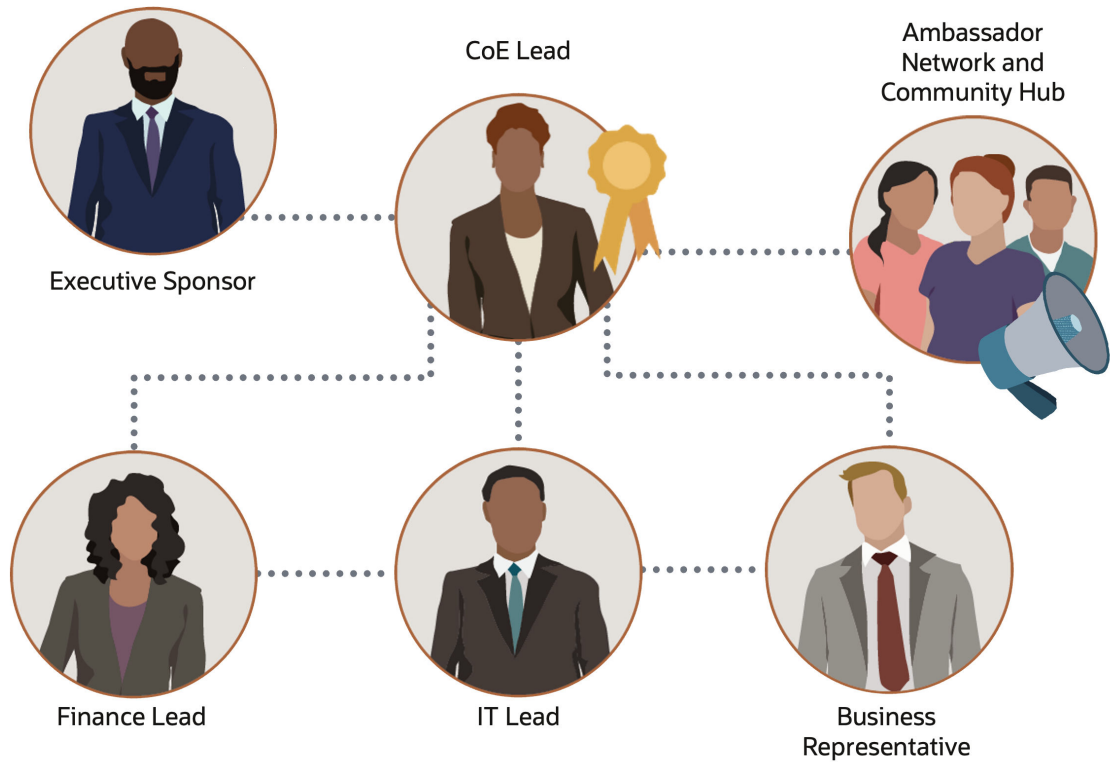 CoE Lead
Ambassador
Network and
Community Hub
Executive Sponsor
Finance Lead
IT Lead
Business
Representative